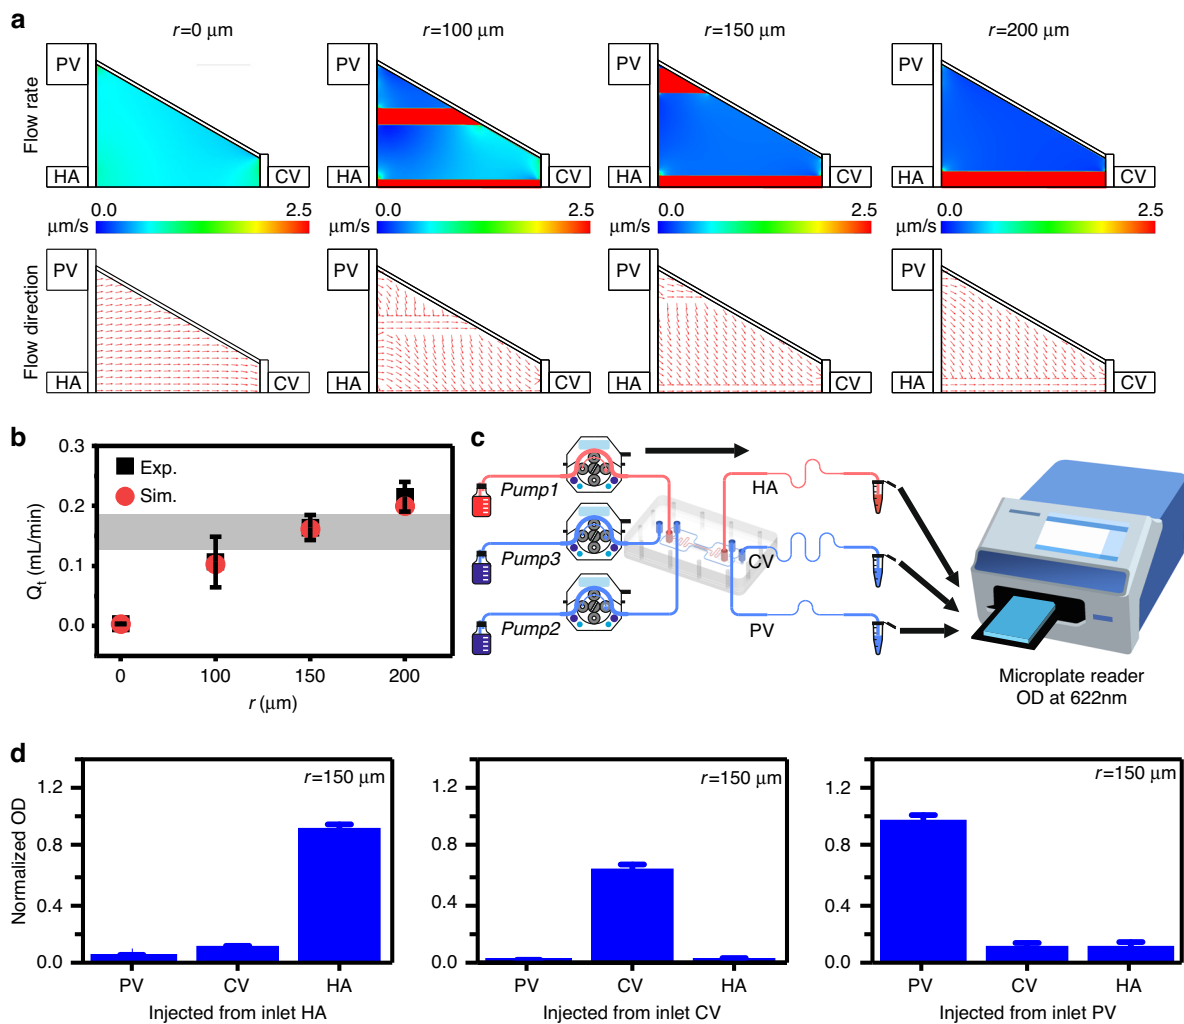 a
r=0 µm
r=100 µm
r=150 µm
r=200 µm
Flow rate
PV
HA
CV
PV
HA
CV
PV
HA
CV
PV
HA
CV
0.0
2.5
µm/s
0.0
2.5
µm/s
0.0
2.5
µm/s
0.0
2.5
µm/s
Flow direction
PV
HA
CV
PV
HA
CV
PV
HA
CV
PV
HA
CV
b
Qt (mL/min)
0.3
0.2
0.1
0.0
Exp.
Sim.
0
100
150
200
r (µm)
c
Pump1
Pump3
Pump2
HA
CV
PV
Microplate reader
OD at 622nm
d
Normalized OD
1.2
0.8
0.4
0.0
r=150 µm
PV
CV
HA
Injected from inlet HA
1.2
0.8
0.4
0.0
r=150 µm
PV
CV
HA
Injected from inlet CV
1.2
0.8
0.4
0.0
r=150 µm
PV
CV
HA
Injected from inlet PV